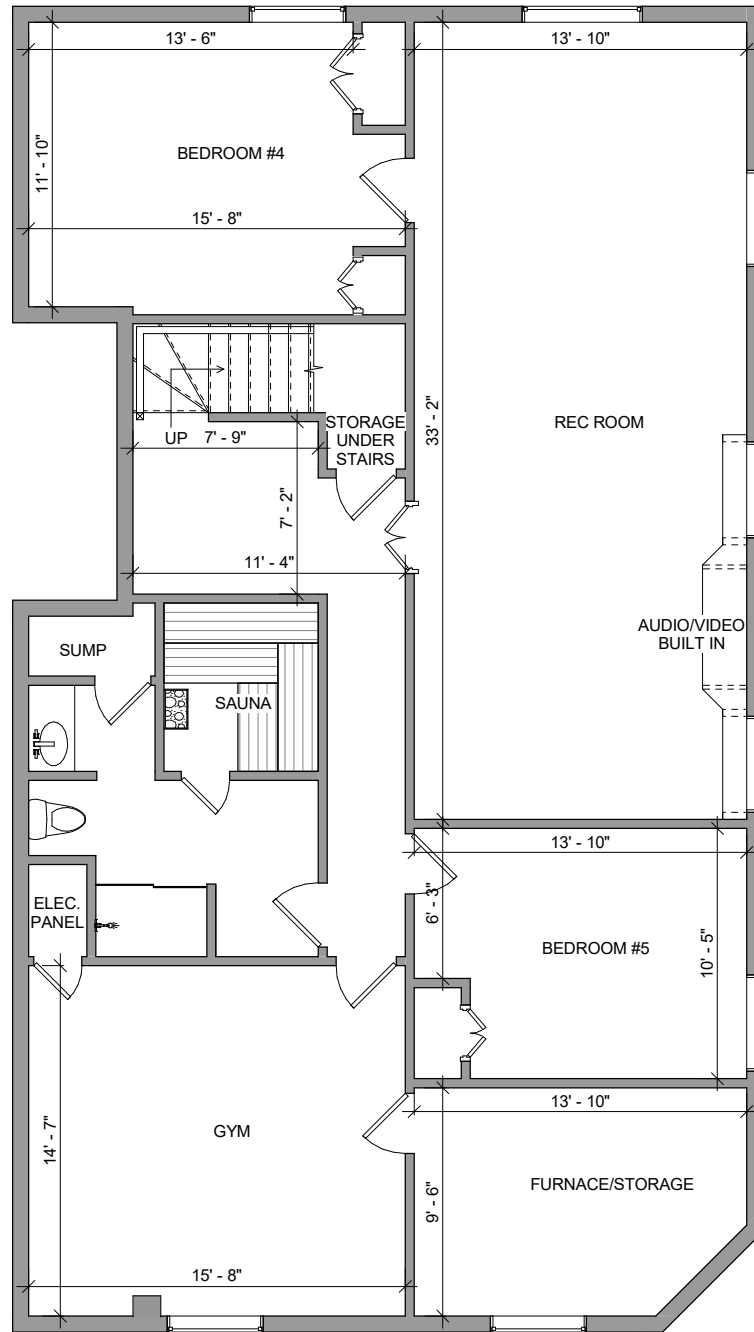 13' - 6"
13' - 10"
BEDROOM #4
11' - 10"
15' - 8"
33' - 2"
REC ROOM
UP
7' - 9"
STORAGE
UNDER
STAIRS
7' - 2"
11' - 4"
AUDIO/VIDEO
BUILT IN
SUMP
SAUNA
13' - 10"
6' - 3"
ELEC.
PANEL
BEDROOM #5
10' - 5"
13' - 10"
GYM
14' - 7"
FURNACE/STORAGE
9' - 6"
15' - 8"